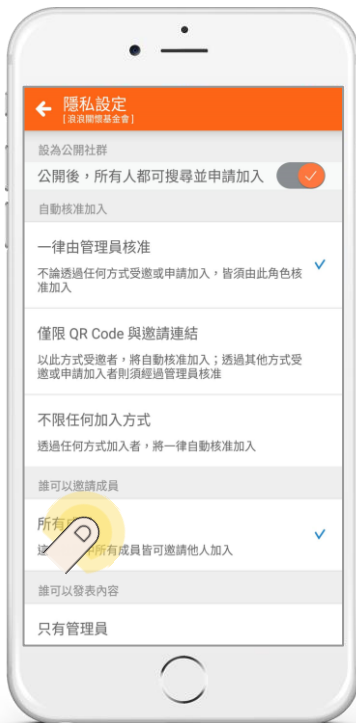 隱私設定
[浪浪關懷基金會]
設為公開社群
公開後，所有人都可搜尋並申請加入
自動核准加入
一律由管理員核准
不論透過任何方式受邀或申請加入，皆須由此角色核
准加入
僅限 QR Code 與邀請連結
以此方式受邀者，將自動核准加入；透過其他方式受
邀或申請加入者則須經過管理員核准
不限任何加入方式
透過任何方式加入者，將一律自動核准加入
誰可以邀請成員
所有
這 所有成員皆可邀請他人加入
誰可以發表內容
只有管理員